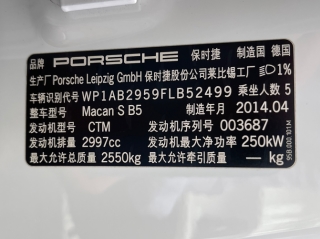 品牌 PORSCHE 保时捷 制造国 德国
生产厂 Porsche Leipzig GmbH 保时捷股份公司莱比锡工厂 1%
车辆识别代号 WP1AB2959FLB52499 乘坐人数 5
整车型号 Macan S B5 制造年月 2014.04
发动机型号 CTM 发动机序列号 003687
发动机排量 2997cc 发动机最大净功率 250kW
最大允许总质量 2550kg 最大允许牵引质量 — kg